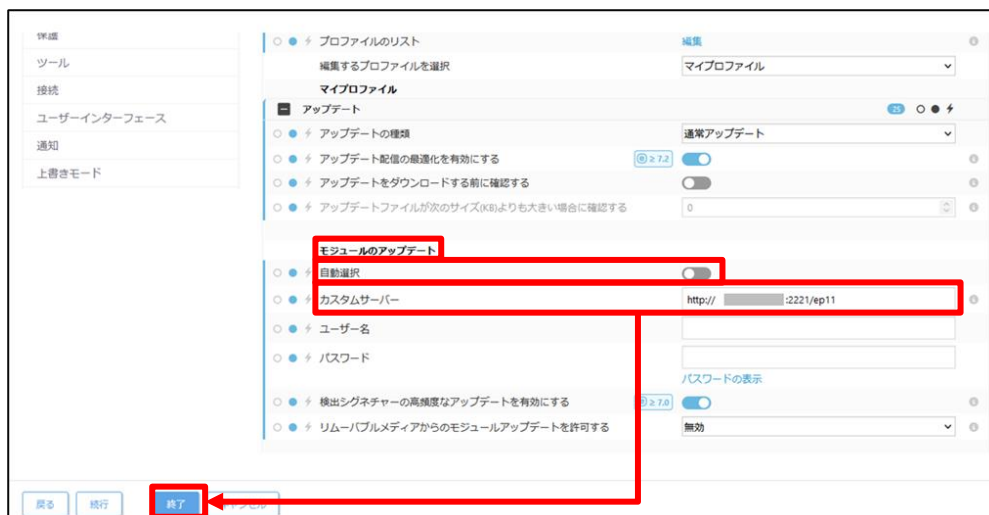 保護
ツール
接続
ユーザーインターフェース
通知
上書きモード
プロファイルのリスト 編集
編集するプロファイルを選択 マイプロファイル
マイプロファイル
アップデート 25
アップデートの種類 通常アップデート
アップデート配信の最適化を有効にする ≥ 7.2
アップデートをダウンロードする前に確認する
アップデートファイルが次のサイズ(KB)よりも大きい場合に確認する 0
モジュールのアップデート
自動選択
カスタムサーバー http:// :2221/ep11
ユーザー名
パスワード
パスワードの表示
検出シグネチャーの高頻度なアップデートを有効にする ≥ 7.0
リムーバブルメディアからのモジュールアップデートを許可する 無効
戻る 続行 終了 キャンセル